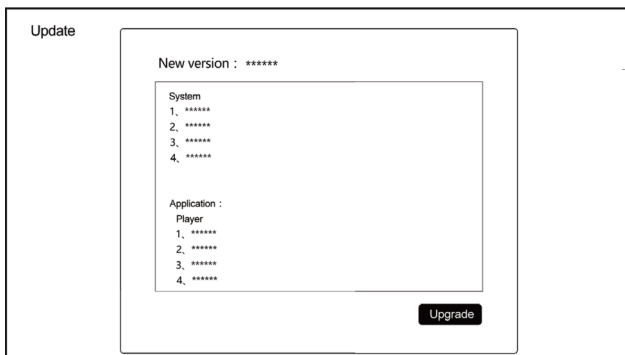 Update
New version： ******
System
1、******
2、******
3、******
4、******
Application：
Player
1、******
2、******
3、******
4、******
Upgrade